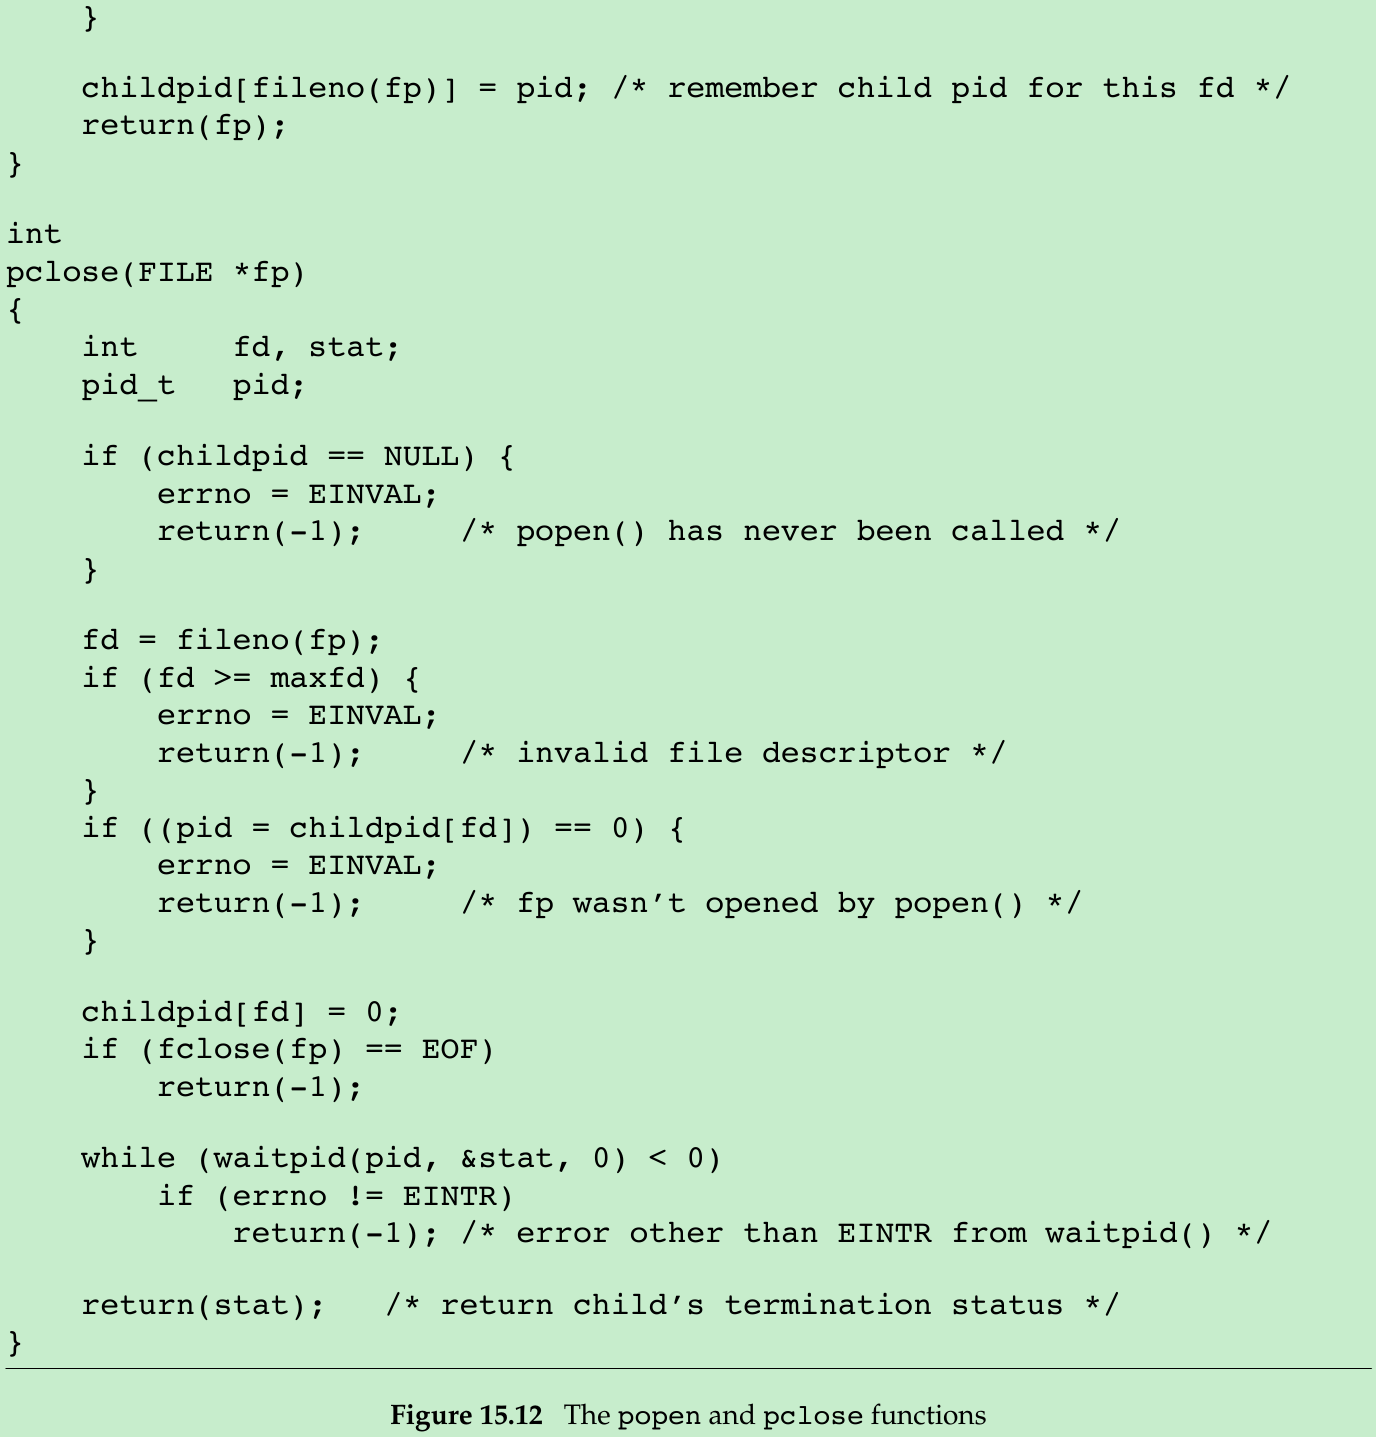 }

    childpid[fileno(fp)] = pid; /* remember child pid for this fd */
    return(fp);
}

int
pclose(FILE *fp)
{
    int     fd, stat;
    pid_t   pid;

    if (childpid == NULL) {
        errno = EINVAL;
        return(-1);     /* popen() has never been called */
    }

    fd = fileno(fp);
    if (fd >= maxfd) {
        errno = EINVAL;
        return(-1);     /* invalid file descriptor */
    }
    if ((pid = childpid[fd]) == 0) {
        errno = EINVAL;
        return(-1);     /* fp wasn’t opened by popen() */
    }

    childpid[fd] = 0;
    if (fclose(fp) == EOF)
        return(-1);

    while (waitpid(pid, &stat, 0) < 0)
        if (errno != EINTR)
            return(-1); /* error other than EINTR from waitpid() */

    return(stat);   /* return child’s termination status */
}
Figure 15.12 The popen and pclose functions